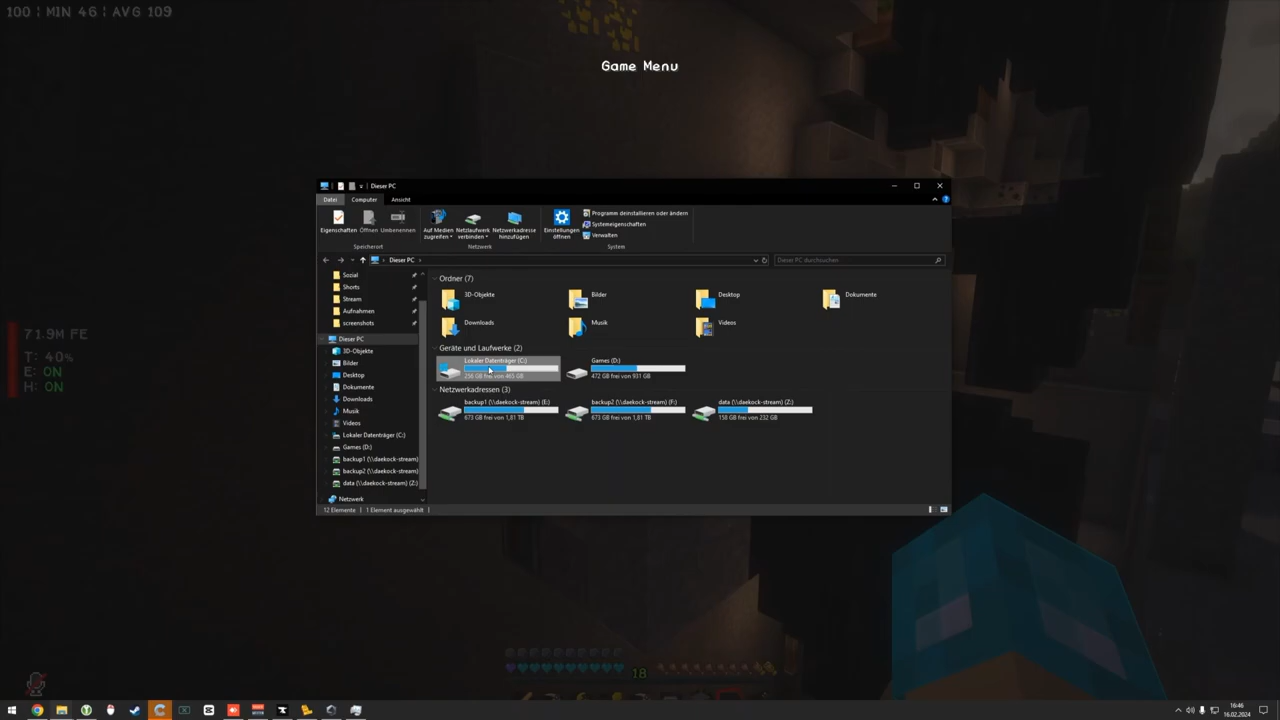 100 | MIN 46 | AVG 109
Game Menu
Dieser PC
Datei
Computer
Ansicht
Eigenschaften
Öffnen
Umbenennen
Auf Medien zugreifen
Netzlaufwerk verbinden
Netzwerkadresse hinzufügen
Einstellungen öffnen
Programm deinstallieren oder ändern
Systemeigenschaften
Verwalten
Speicherort
Netzwerk
System
Dieser PC
Dieser PC durchsuchen
Sozial
Shorts
Stream
Aufnahmen
screenshots
Dieser PC
3D-Objekte
Bilder
Desktop
Dokumente
Downloads
Musik
Videos
Lokaler Datenträger (C:)
Games (D:)
backup1 (\\daekock-stream)
backup2 (\\daekock-stream)
data (\\daekock-stream) (Z:)
Netzwerk
Ordner (7)
3D-Objekte
Bilder
Desktop
Dokumente
Downloads
Musik
Videos
Geräte und Laufwerke (2)
Lokaler Datenträger (C:)
256 GB frei von 465 GB
Games (D:)
472 GB frei von 931 GB
Netzwerkadressen (3)
backup1 (\\daekock-stream) (E:)
673 GB frei von 1,81 TB
backup2 (\\daekock-stream) (F:)
673 GB frei von 1,81 TB
data (\\daekock-stream) (Z:)
158 GB frei von 232 GB
12 Elemente
1 Element ausgewählt
71.9M FE
T: 40%
E: ON
H: ON
18
16:46
16.02.2024